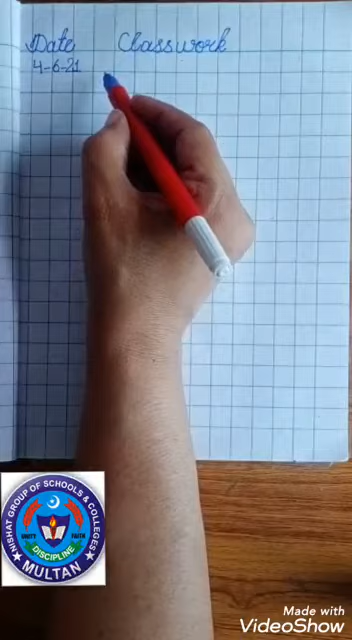 Date Classwork
4-6-21
NISHAT GROUP OF SCHOOLS & COLLEGES
UNITY FAITH
DISCIPLINE
MULTAN
Made with
VideoShow